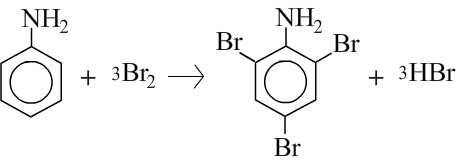 NH₂ NH₂
Br Br
+ ₃Br₂ → + ₃HBr
Br